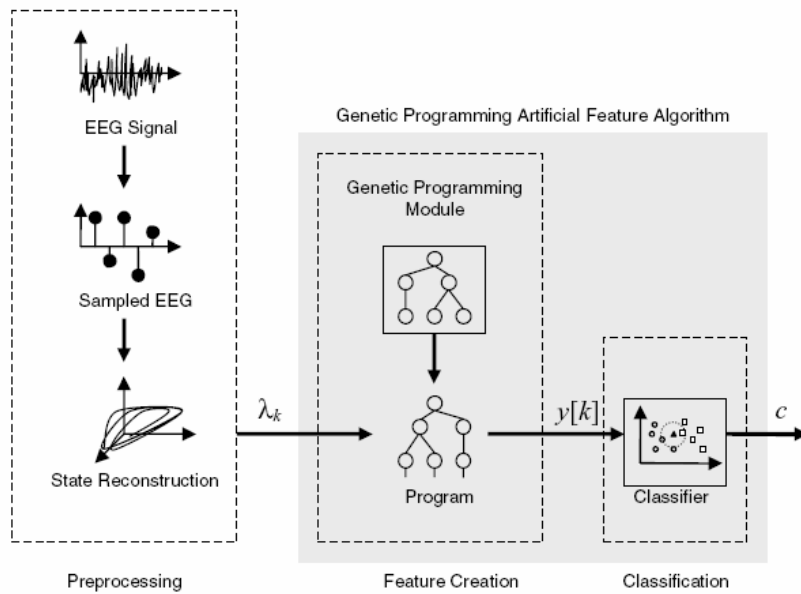 EEG Signal
Sampled EEG
State Reconstruction
λk
Genetic Programming Artificial Feature Algorithm
Genetic Programming
Module
Program
y[k]
Classifier
c
Preprocessing
Feature Creation
Classification